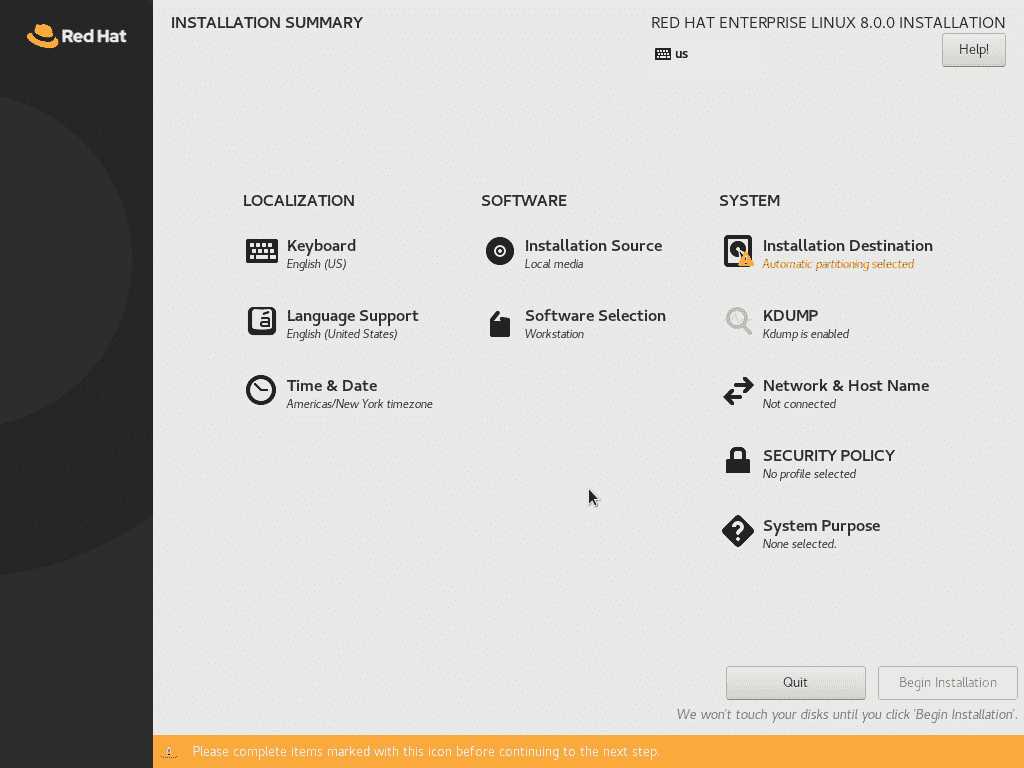 Red Hat
INSTALLATION SUMMARY
RED HAT ENTERPRISE LINUX 8.0.0 INSTALLATION
us
Help!
LOCALIZATION
Keyboard
English (US)
Language Support
English (United States)
Time & Date
Americas/New York timezone
SOFTWARE
Installation Source
Local media
Software Selection
Workstation
SYSTEM
Installation Destination
Automatic partitioning selected
KDUMP
Kdump is enabled
Network & Host Name
Not connected
SECURITY POLICY
No profile selected
System Purpose
None selected.
Quit
Begin Installation
We won't touch your disks until you click 'Begin Installation'.
Please complete items marked with this icon before continuing to the next step.